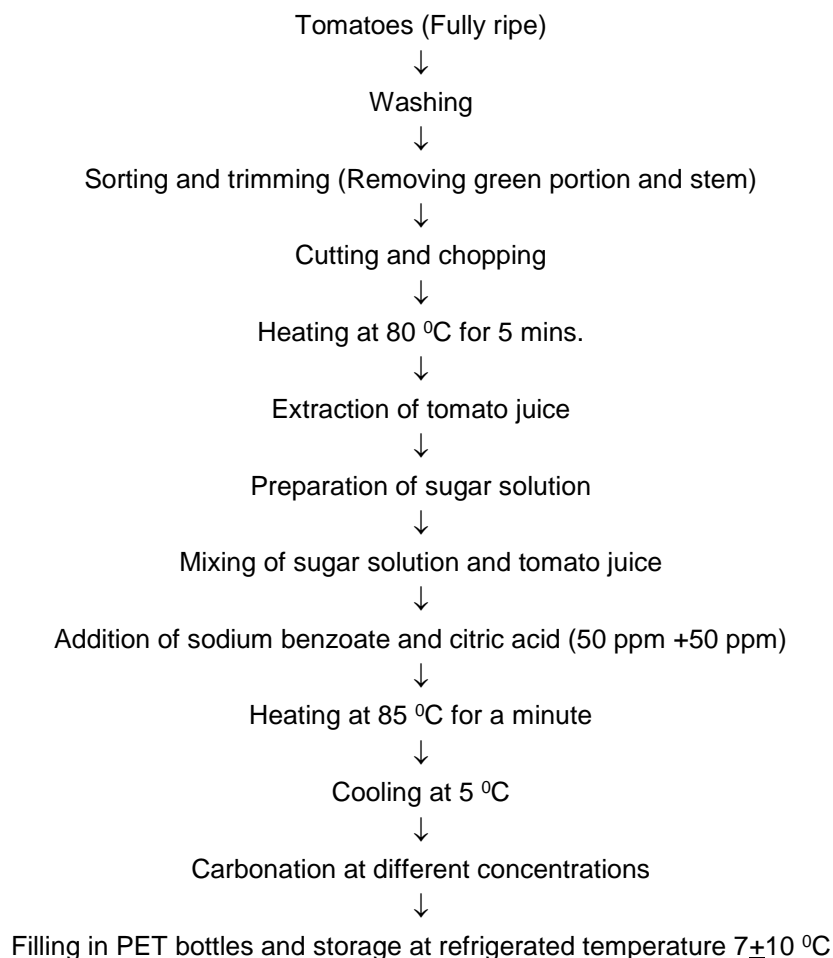 Tomatoes (Fully ripe)
↓
Washing
↓
Sorting and trimming (Removing green portion and stem)
↓
Cutting and chopping
↓
Heating at 80 ⁰C for 5 mins.
↓
Extraction of tomato juice
↓
Preparation of sugar solution
↓
Mixing of sugar solution and tomato juice
↓
Addition of sodium benzoate and citric acid (50 ppm +50 ppm)
↓
Heating at 85 ⁰C for a minute
↓
Cooling at 5 ⁰C
↓
Carbonation at different concentrations
↓
Filling in PET bottles and storage at refrigerated temperature 7±10 ⁰C